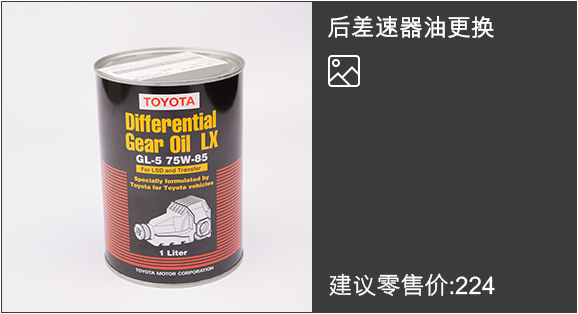 TOYOTA
Differential
Gear Oil LX
GL-5 75W-85
For LSD and Transfer
Specially formulated by
Toyota for Toyota vehicles
1 Liter
TOYOTA MOTOR CORPORATION
后差速器油更换
建议零售价:224